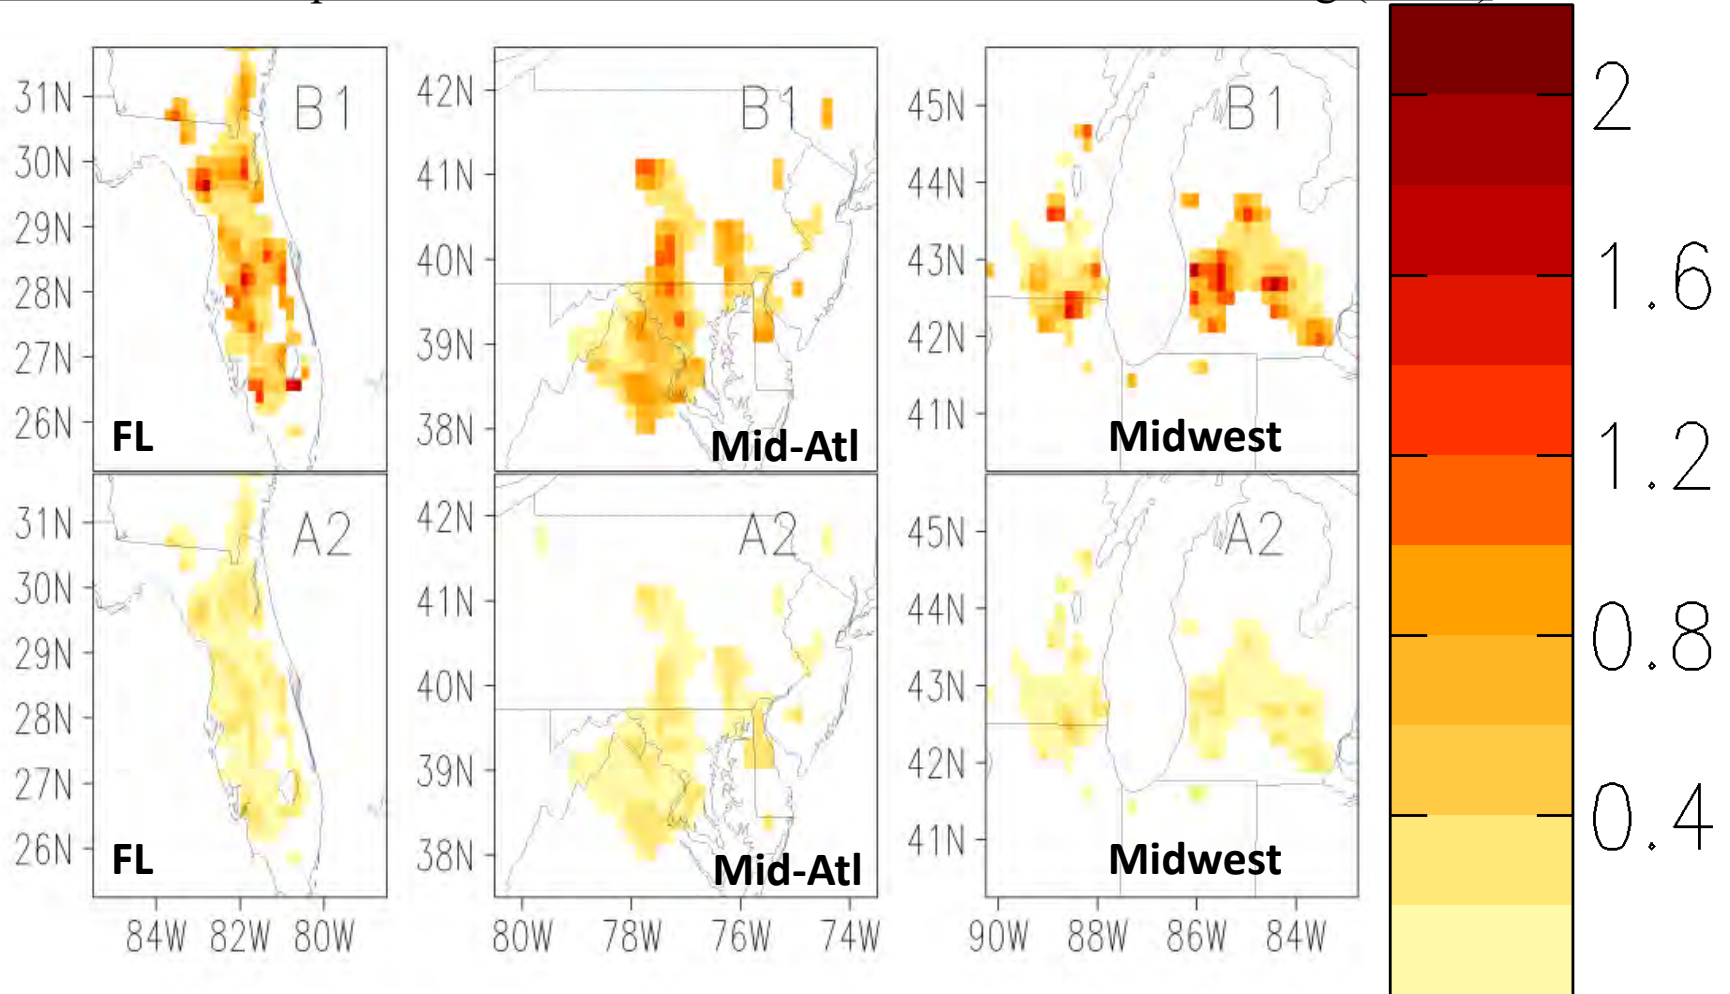 31N
30N
29N
28N
27N
26N
B1
FL
42N
41N
40N
39N
38N
B1
Mid-Atl
45N
44N
43N
42N
41N
B1
Midwest
31N
30N
29N
28N
27N
26N
A2
FL
84W 82W 80W
42N
41N
40N
39N
38N
A2
Mid-Atl
80W 78W 76W 74W
45N
44N
43N
42N
41N
A2
Midwest
90W 88W 86W 84W
2
1.6
1.2
0.8
0.4